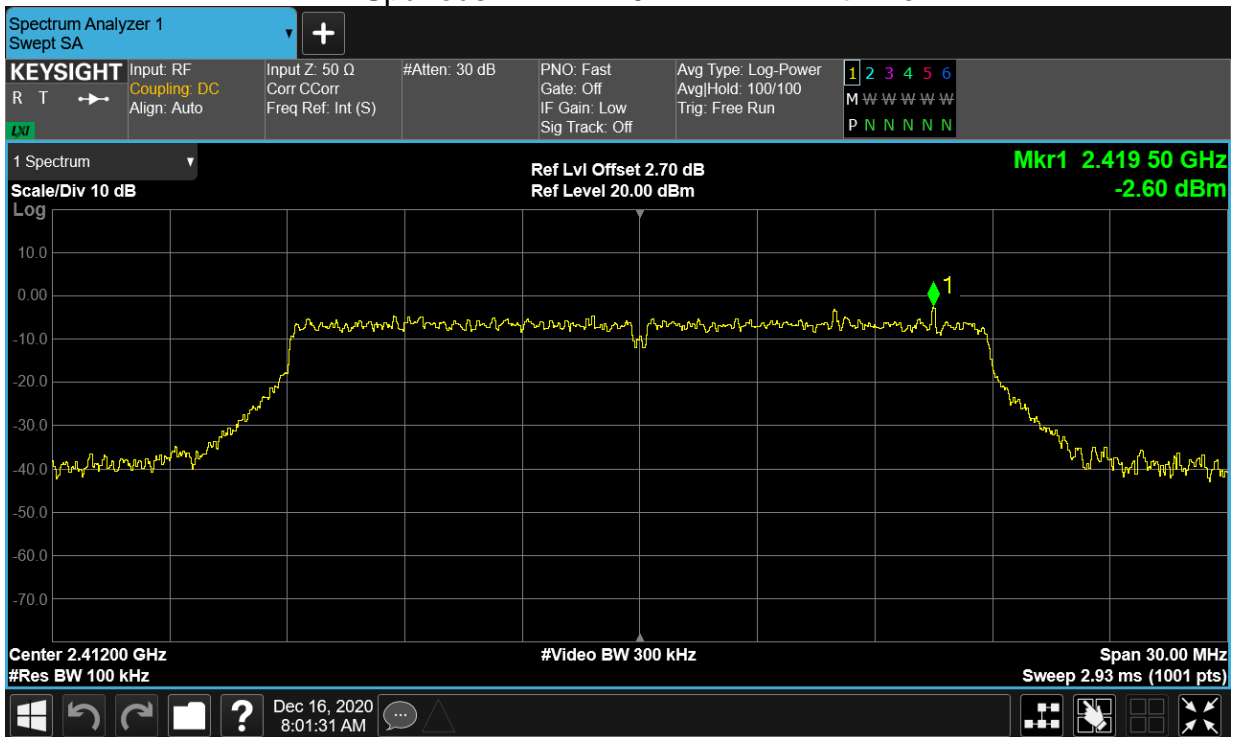 Spectrum Analyzer 1
Swept SA
KEYSIGHT
R T
LXI
Input: RF
Coupling: DC
Align: Auto
Input Z: 50 Ω
Corr CCorr
Freq Ref: Int (S)
#Atten: 30 dB
PNO: Fast
Gate: Off
IF Gain: Low
Sig Track: Off
Avg Type: Log-Power
Avg|Hold: 100/100
Trig: Free Run
1 2 3 4 5 6
M W W W W W
P N N N N N
1 Spectrum
Scale/Div 10 dB
Log
Ref Lvl Offset 2.70 dB
Ref Level 20.00 dBm
Mkr1 2.419 50 GHz
-2.60 dBm
10.0
0.00
-10.0
-20.0
-30.0
-40.0
-50.0
-60.0
-70.0
1
Center 2.41200 GHz
#Res BW 100 kHz
#Video BW 300 kHz
Span 30.00 MHz
Sweep 2.93 ms (1001 pts)
?
Dec 16, 2020
8:01:31 AM